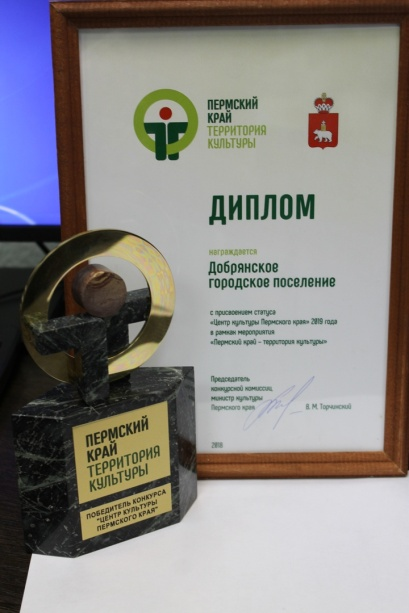 ПЕРМСКИЙ
КРАЙ
ТЕРРИТОРИЯ
КУЛЬТУРЫ
ДИПЛОМ
награждается
Добрянское
городское поселение
с присвоением статуса
«Центр культуры Пермского края» 2019 года
в рамках мероприятия
«Пермский край – территория культуры»
Председатель
конкурсной комиссии,
министр культуры
Пермского края
В. М. Торчинский
2018
ПЕРМСКИЙ
КРАЙ
ТЕРРИТОРИЯ
КУЛЬТУРЫ
ПОБЕДИТЕЛЬ КОНКУРСА
"ЦЕНТР КУЛЬТУРЫ
ПЕРМСКОГО КРАЯ"